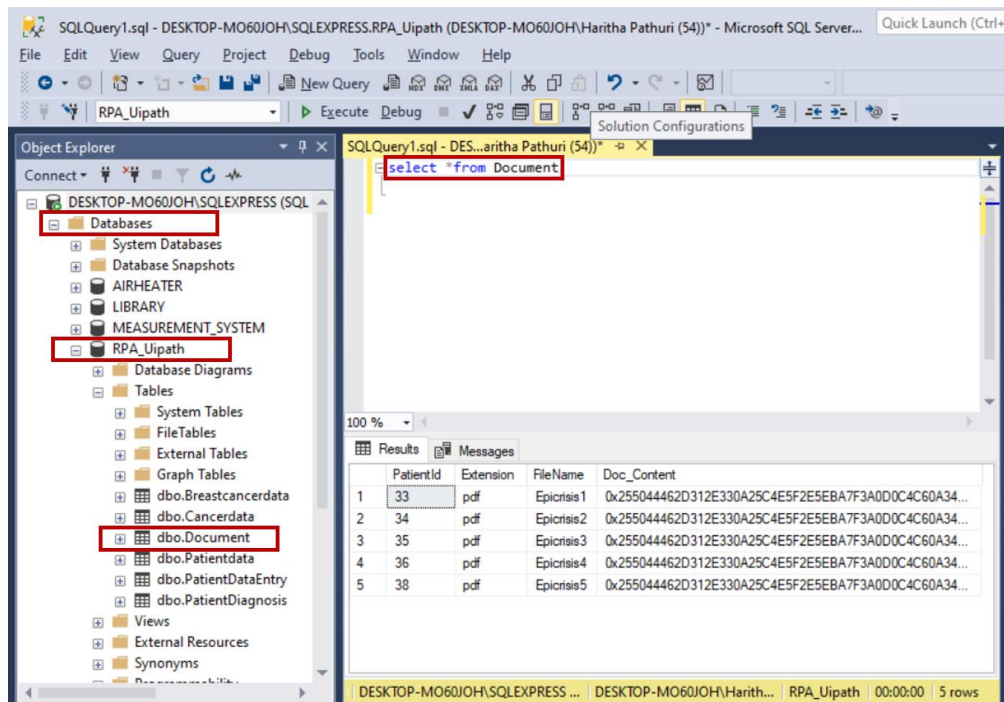 SQLQuery1.sql - DESKTOP-MO60JOH\SQLEXPRESS.RPA_Uipath (DESKTOP-MO60JOH\Haritha Pathuri (54))* - Microsoft SQL Server...
Quick Launch (Ctrl+
File Edit View Query Project Debug Tools Window Help
New Query MDX DMX XMLA DAX
RPA_Uipath Execute Debug
Solution Configurations
Object Explorer
Connect
DESKTOP-MO60JOH\SQLEXPRESS (SQL
Databases
System Databases
Database Snapshots
AIRHEATER
LIBRARY
MEASUREMENT_SYSTEM
RPA_Uipath
Database Diagrams
Tables
System Tables
FileTables
External Tables
Graph Tables
dbo.Breastcancerdata
dbo.Cancerdata
dbo.Document
dbo.Patientdata
dbo.PatientDataEntry
dbo.PatientDiagnosis
Views
External Resources
Synonyms
SQLQuery1.sql - DES...aritha Pathuri (54))*
select *from Document
100 %
Results Messages
PatientId Extension FileName Doc_Content
1 33 pdf Epicrisis1 0x255044462D312E330A25C4E5F2E5EBA7F3A0D0C4C60A34...
2 34 pdf Epicrisis2 0x255044462D312E330A25C4E5F2E5EBA7F3A0D0C4C60A34...
3 35 pdf Epicrisis3 0x255044462D312E330A25C4E5F2E5EBA7F3A0D0C4C60A34...
4 36 pdf Epicrisis4 0x255044462D312E330A25C4E5F2E5EBA7F3A0D0C4C60A34...
5 38 pdf Epicrisis5 0x255044462D312E330A25C4E5F2E5EBA7F3A0D0C4C60A34...
DESKTOP-MO60JOH\SQLEXPRESS ... DESKTOP-MO60JOH\Harith... RPA_Uipath 00:00:00 5 rows